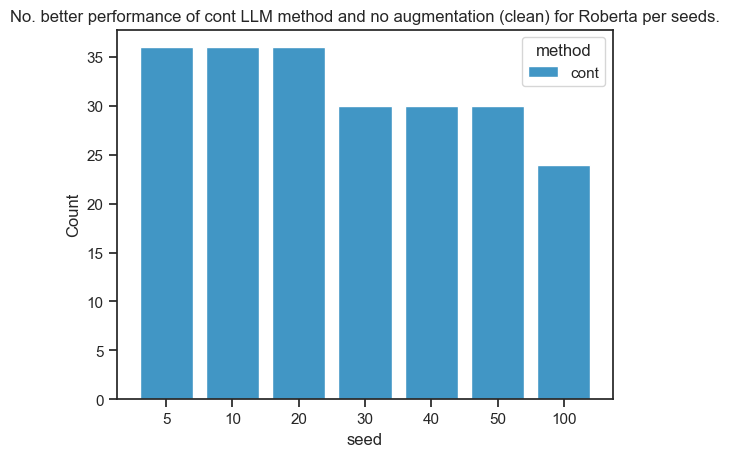 No. better performance of cont LLM method and no augmentation (clean) for Roberta per seeds.
method
cont
35
30
25
20
15
10
5
0
Count
5 10 20 30 40 50 100
seed